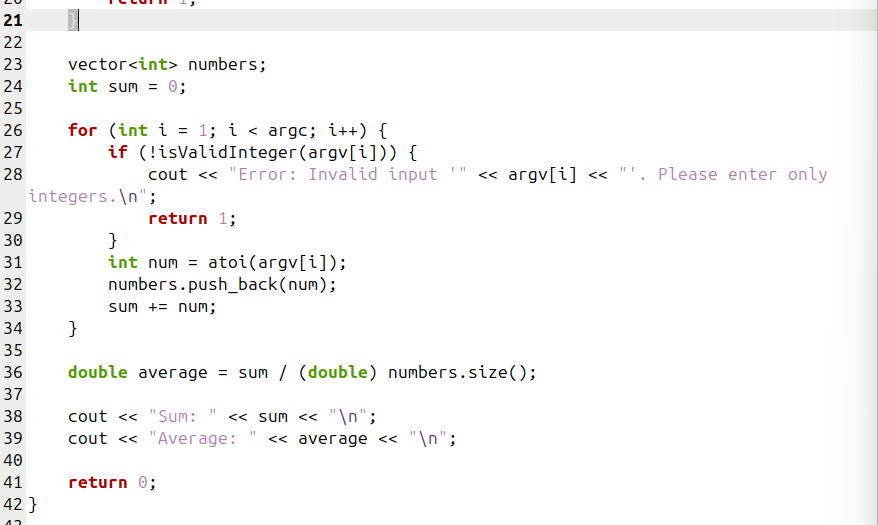 20         return 1;
21     }
22
23     vector<int> numbers;
24     int sum = 0;
25
26     for (int i = 1; i < argc; i++) {
27         if (!isValidInteger(argv[i])) {
28             cout << "Error: Invalid input '" << argv[i] << "'. Please enter only
integers.\n";
29             return 1;
30         }
31         int num = atoi(argv[i]);
32         numbers.push_back(num);
33         sum += num;
34     }
35
36     double average = sum / (double) numbers.size();
37
38     cout << "Sum: " << sum << "\n";
39     cout << "Average: " << average << "\n";
40
41     return 0;
42 }